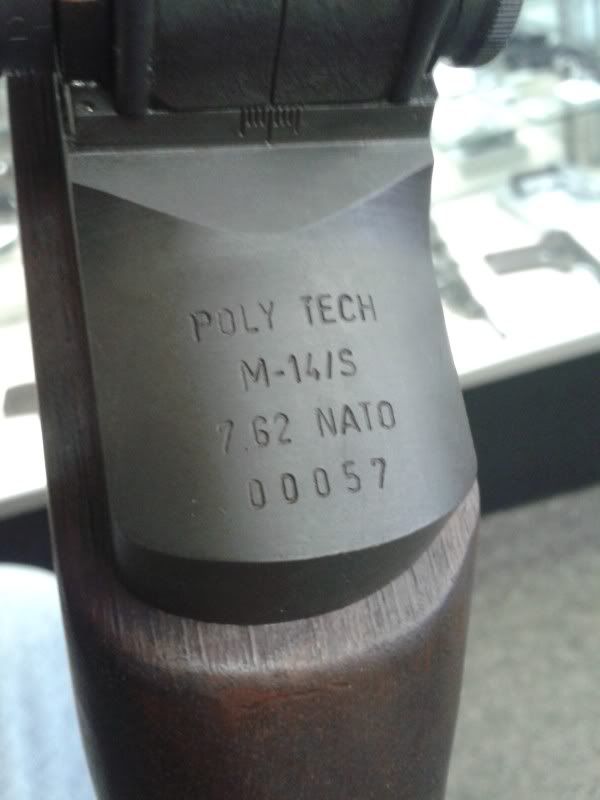 POLY TECH
M-14/S
7.62 NATO
00057